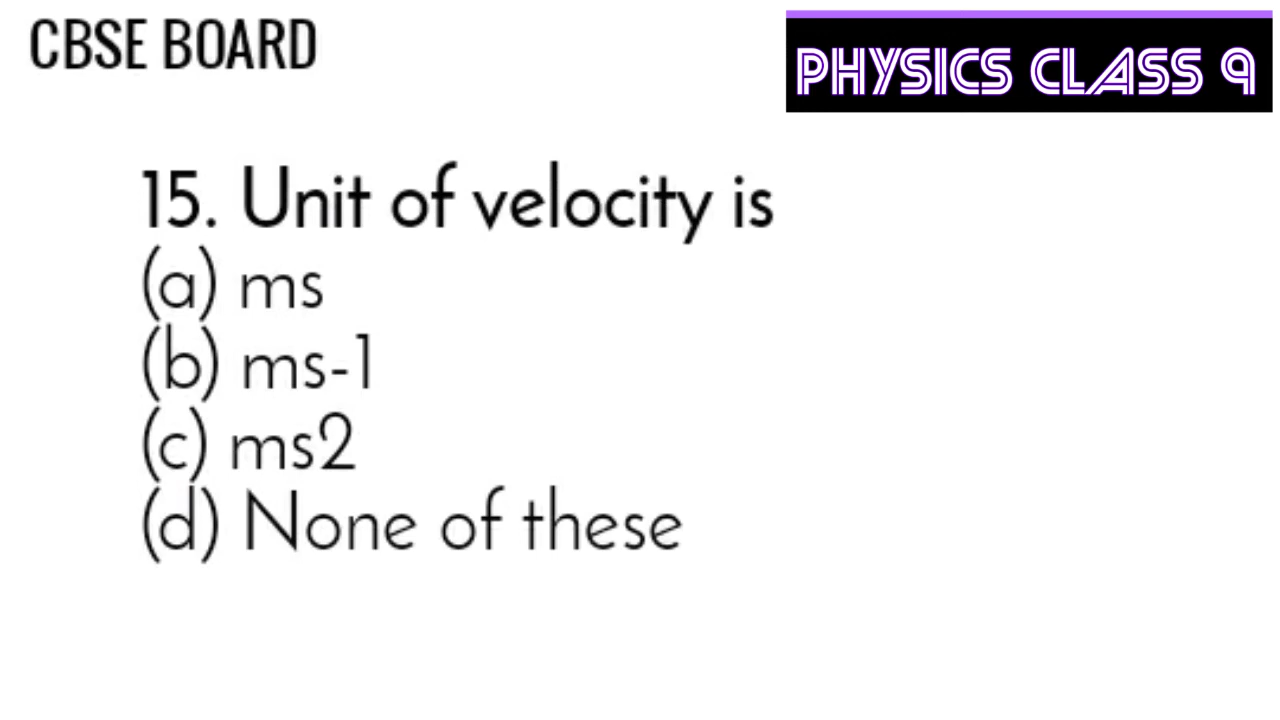 CBSE BOARD
PHYSICS CLASS 9
15. Unit of velocity is
(a) ms
(b) ms-1
(c) ms2
(d) None of these